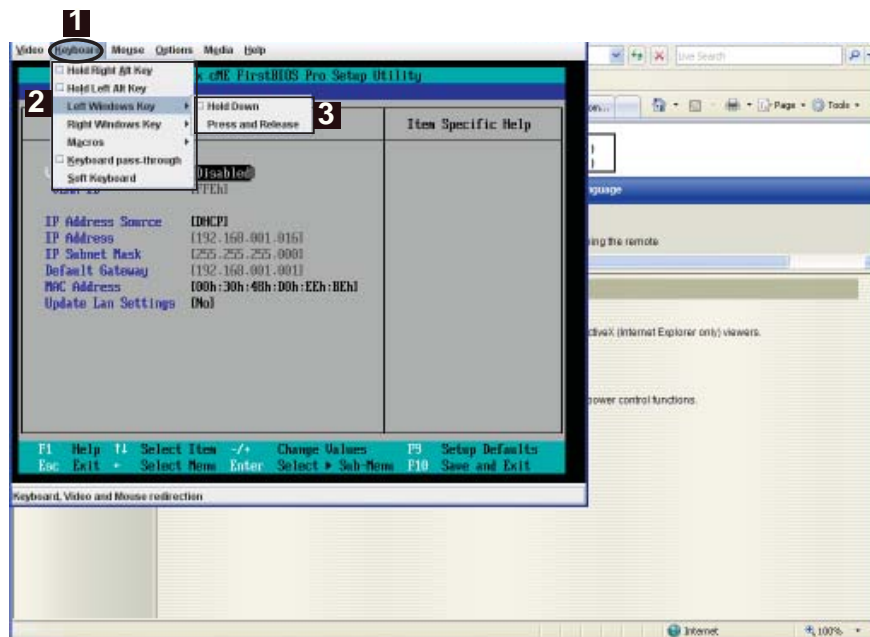 1
Video Keyboard Mouse Options Media Help
Live Search
Hold Right Alt Key
x cME FirstBIOS Pro Setup Utility
Hold Left Alt Key
2
Left Windows Key
Hold Down
3
Right Windows Key
Press and Release
Item Specific Help
on...
Page
Tools
Macros
Keyboard pass-through
Soft Keyboard
Disabled
[FFEh]
nguage
IP Address Source [DHCP]
IP Address [192.168.001.016]
ing the remote
IP Subnet Mask [255.255.255.000]
Default Gateway [192.168.001.001]
MAC Address [00h:30h:48h:D0h:EEh:BEh]
Update Lan Settings [No]
ctiveX (Internet Explorer only) viewers.
power control functions.
F1 Help ↑↓ Select Item -/+ Change Values F9 Setup Defaults
Esc Exit ← Select Menu Enter Select ▶ Sub-Menu F10 Save and Exit
Keyboard, Video and Mouse redirection
Internet
100%